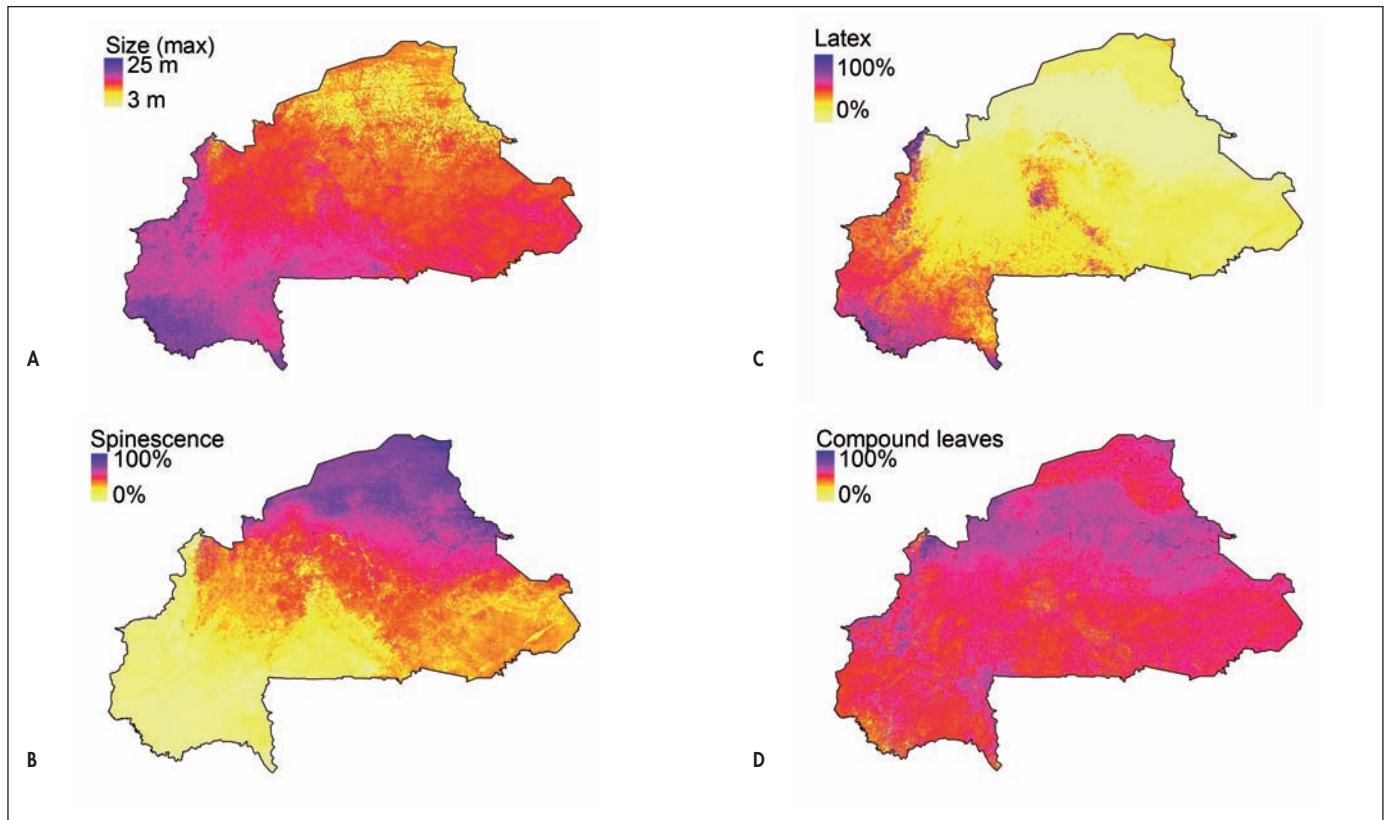 Size (max)
25 m
3 m
A
Latex
100%
0%
C
Spinescence
100%
0%
B
Compound leaves
100%
0%
D